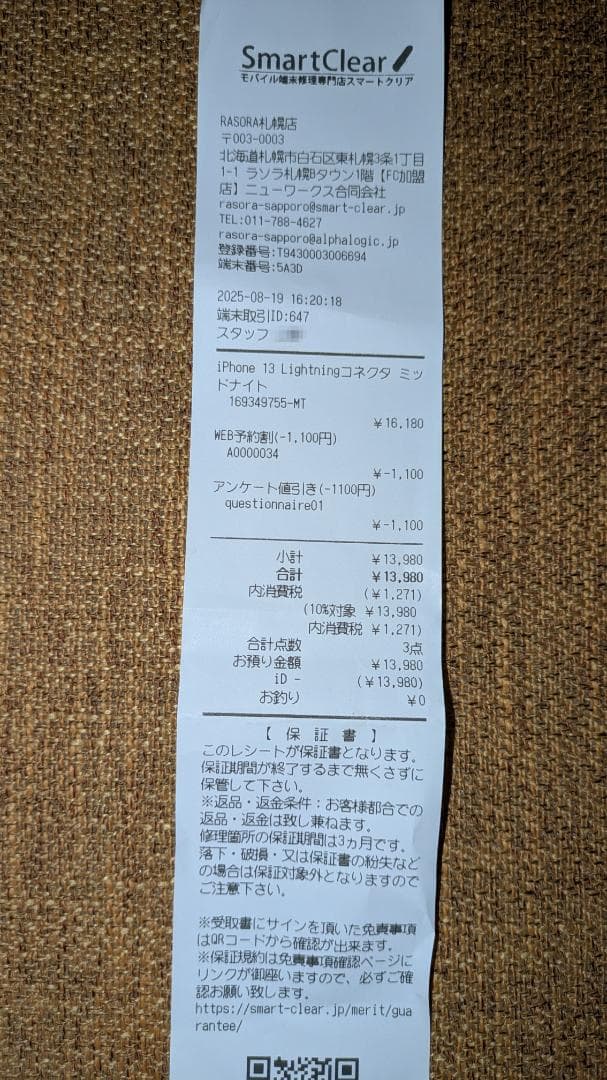 SmartClear
モバイル端末修理専門店スマートクリア
RASORA札幌店
〒003-0003
北海道札幌市白石区東札幌3条1丁目
1-1 ラソラ札幌Bタウン1階【FC加盟
店】ニューワークス合同会社
rasora-sapporo@smart-clear.jp
TEL:011-788-4627
rasora-sapporo@alphalogic.jp
登録番号:T9430003006694
端末番号:5A3D
2025-08-19 16:20:18
端末取引ID:647
スタッフ
iPhone 13 Lightningコネクタ ミッ
ドナイト
169349755-MT
¥16,180
WEB予約割(-1,100円)
A0000034
¥-1,100
アンケート値引き(-1100円)
questionnaire01
¥-1,100
小計 ¥13,980
合計 ¥13,980
内消費税 (¥1,271)
(10%対象 ¥13,980
内消費税 ¥1,271)
合計点数 3点
お預り金額 ¥13,980
iD - (¥13,980)
お釣り ¥0
【 保 証 書 】
このレシートが保証書となります。
保証期間が終了するまで無くさずに
保管して下さい。
※返品・返金条件：お客様都合での
返品・返金は致し兼ねます。
修理箇所の保証期間は3ヵ月です。
落下・破損・又は保証書の紛失など
の場合は保証対象外となりますので
ご注意下さい。
※受取書にサインを頂いた免責事項
はQRコードから確認が出来ます。
※保証規約は免責事項確認ページに
リンクが御座いますので、必ずご確
認お願い致します。
https://smart-clear.jp/merit/gua
rantee/